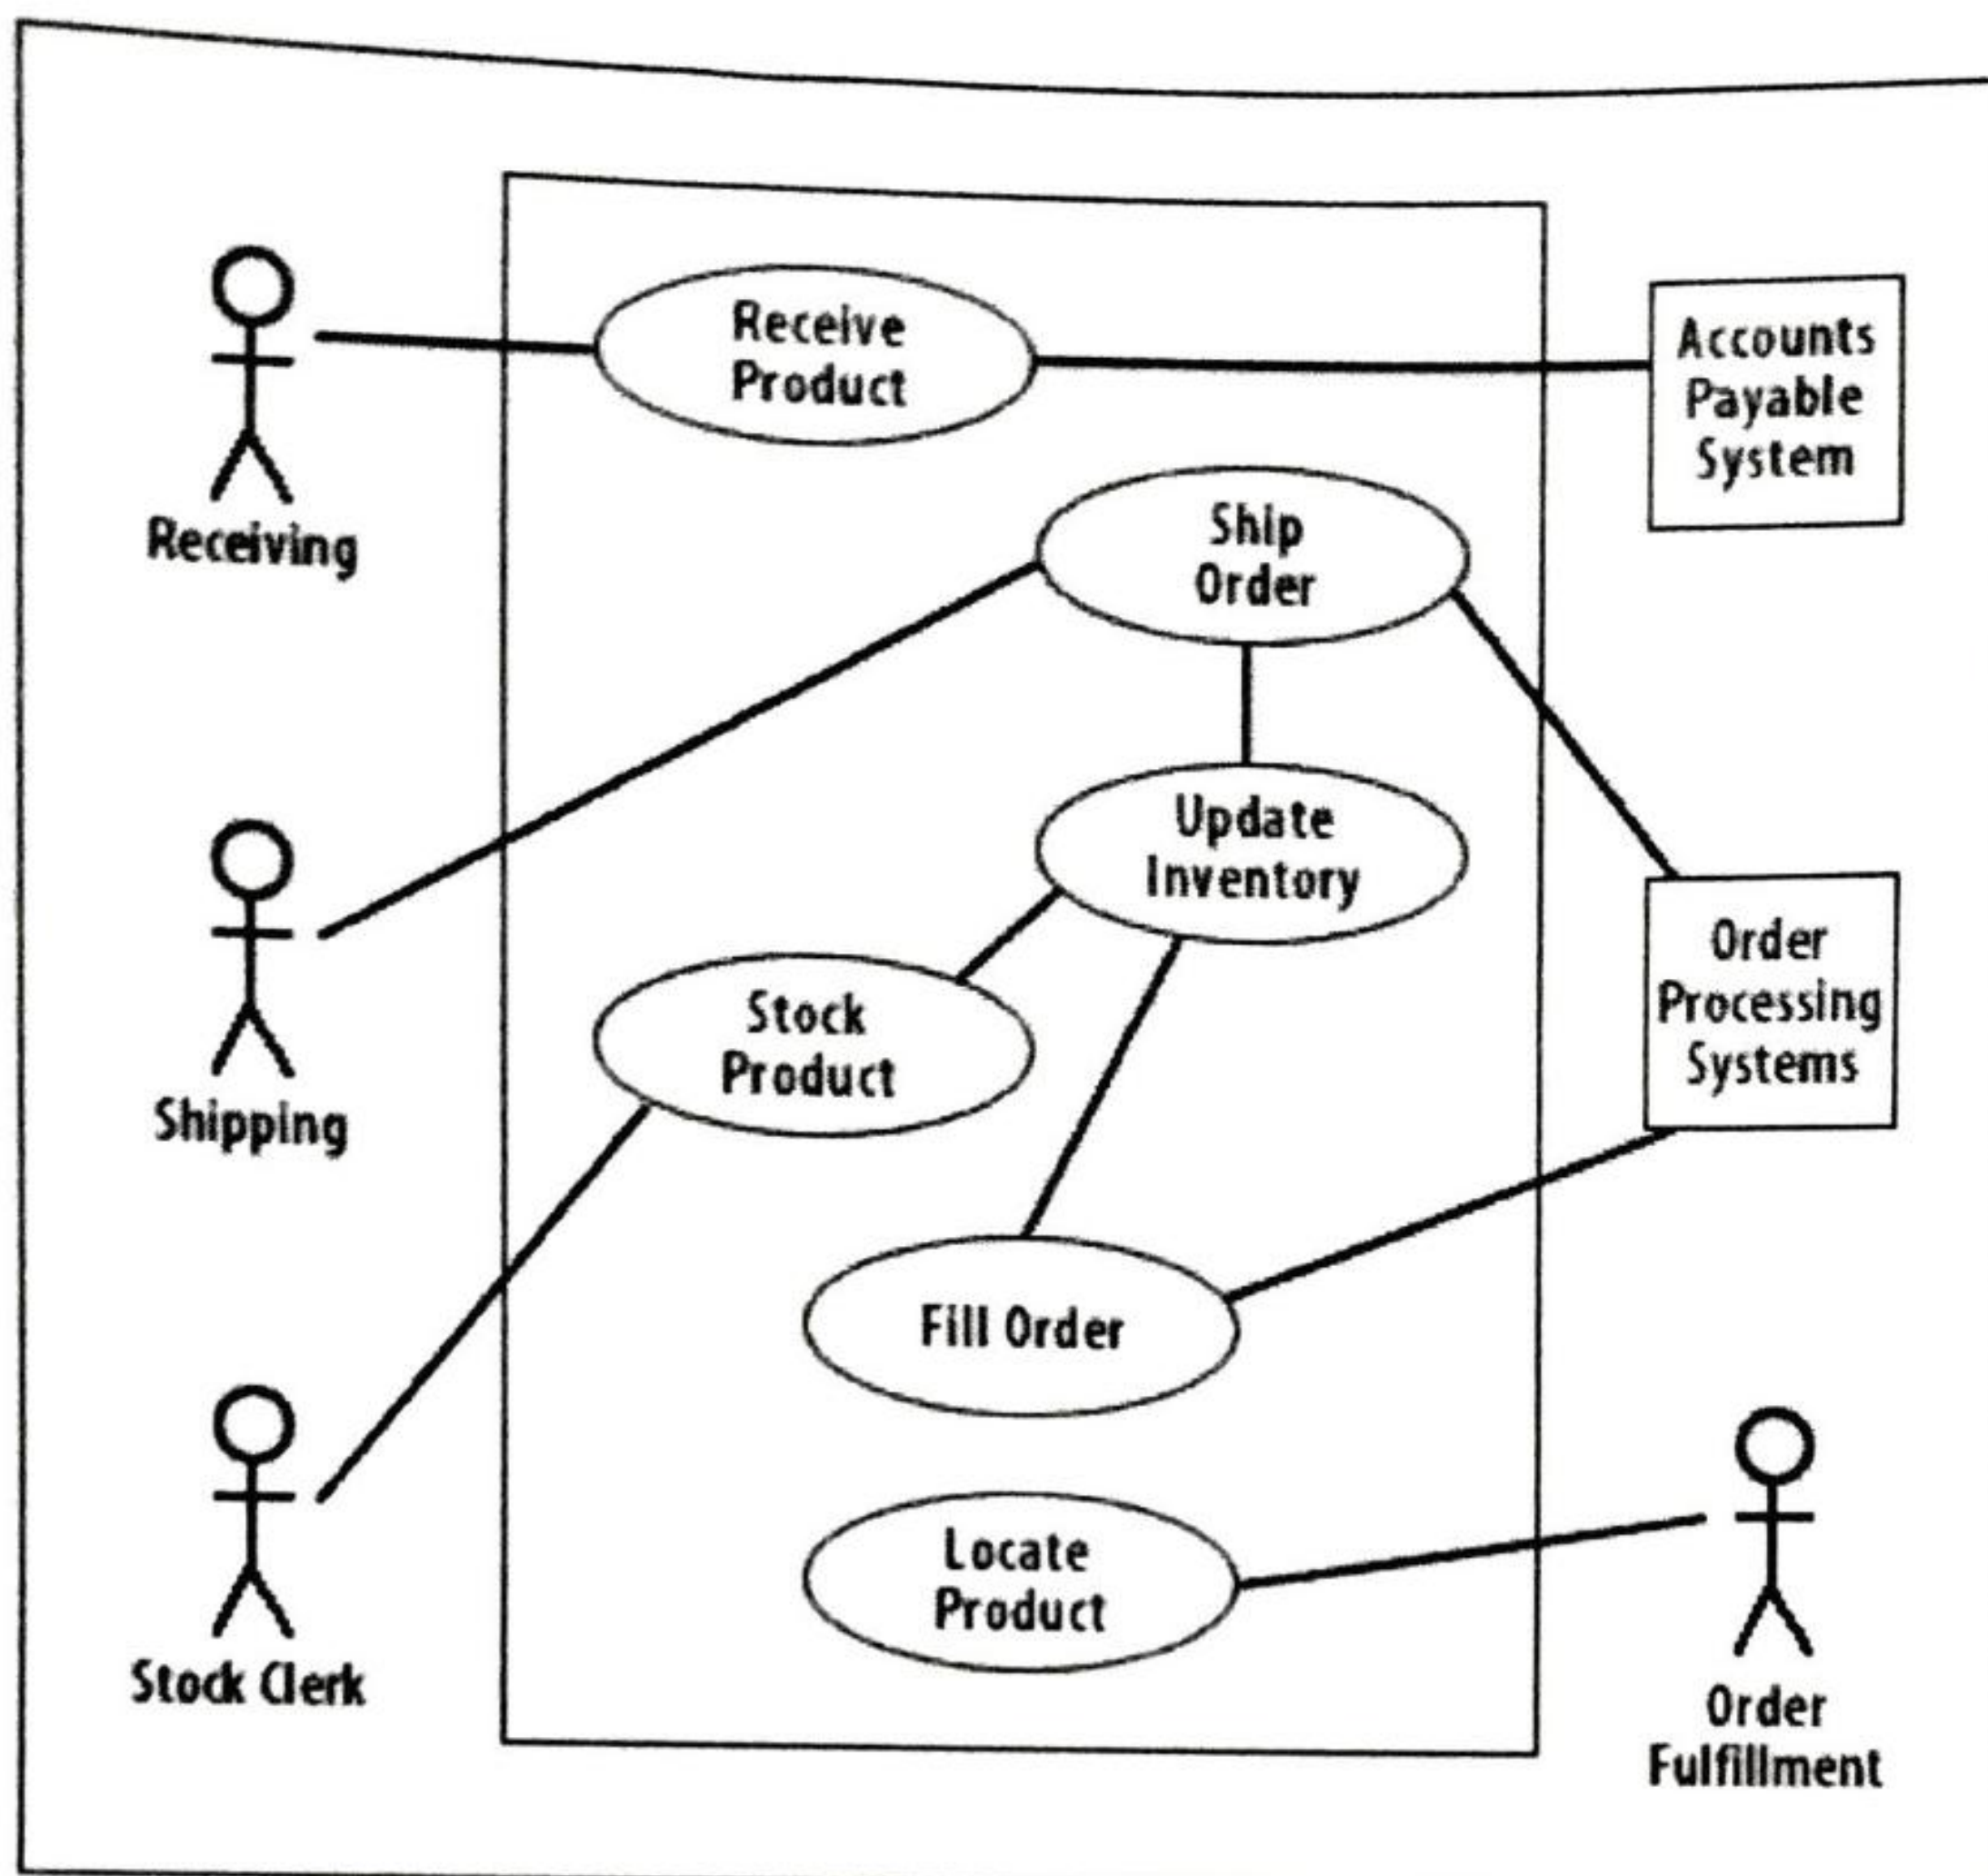 Receive
Product
Accounts
Payable
System
Receiving
Ship
Order
Update
Inventory
Order
Processing
Systems
Stock
Product
Shipping
Fill Order
Locate
Product
Stock Clerk
Order
Fulfillment